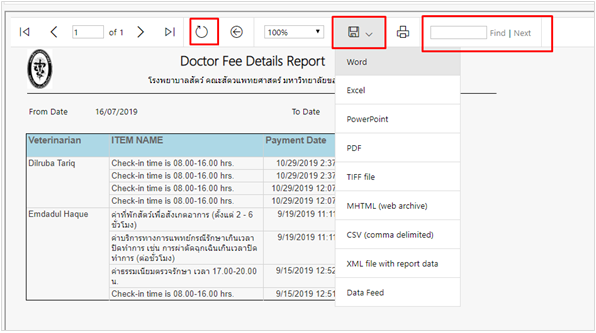 1 of 1 100% Find | Next
Doctor Fee Details Report
โรงพยาบาลสัตว์ คณะสัตวแพทยศาสตร์ มหาวิทยาลัยขอ
From Date 16/07/2019 To Date
Veterinarian ITEM NAME Payment Date
Dilruba Tariq Check-in time is 08.00-16.00 hrs. 10/29/2019 2:37
Check-in time is 08.00-16.00 hrs. 10/29/2019 2:37
Check-in time is 08.00-16.00 hrs. 10/29/2019 12:07
Check-in time is 08.00-16.00 hrs. 10/29/2019 12:07
Emdadul Haque ค่าที่พักสัตว์เพื่อสังเกตอาการ (ตั้งแต่ 2 - 6 9/19/2019 11:11
ชั่วโมง)
ค่าบริการทางการแพทย์กรณีรักษาเกินเวลา 9/19/2019 11:11
ปิดทำการ เช่น การผ่าตัดฉุกเฉินเกินเวลาปิด
ทำการ (ต่อชั่วโมง)
ค่าธรรมเนียมตรวจรักษา เวลา 17.00-20.00 9/15/2019 12:52
น.
Check-in time is 08.00-16.00 hrs. 9/15/2019 12:51
Word
Excel
PowerPoint
PDF
TIFF file
MHTML (web archive)
CSV (comma delimited)
XML file with report data
Data Feed